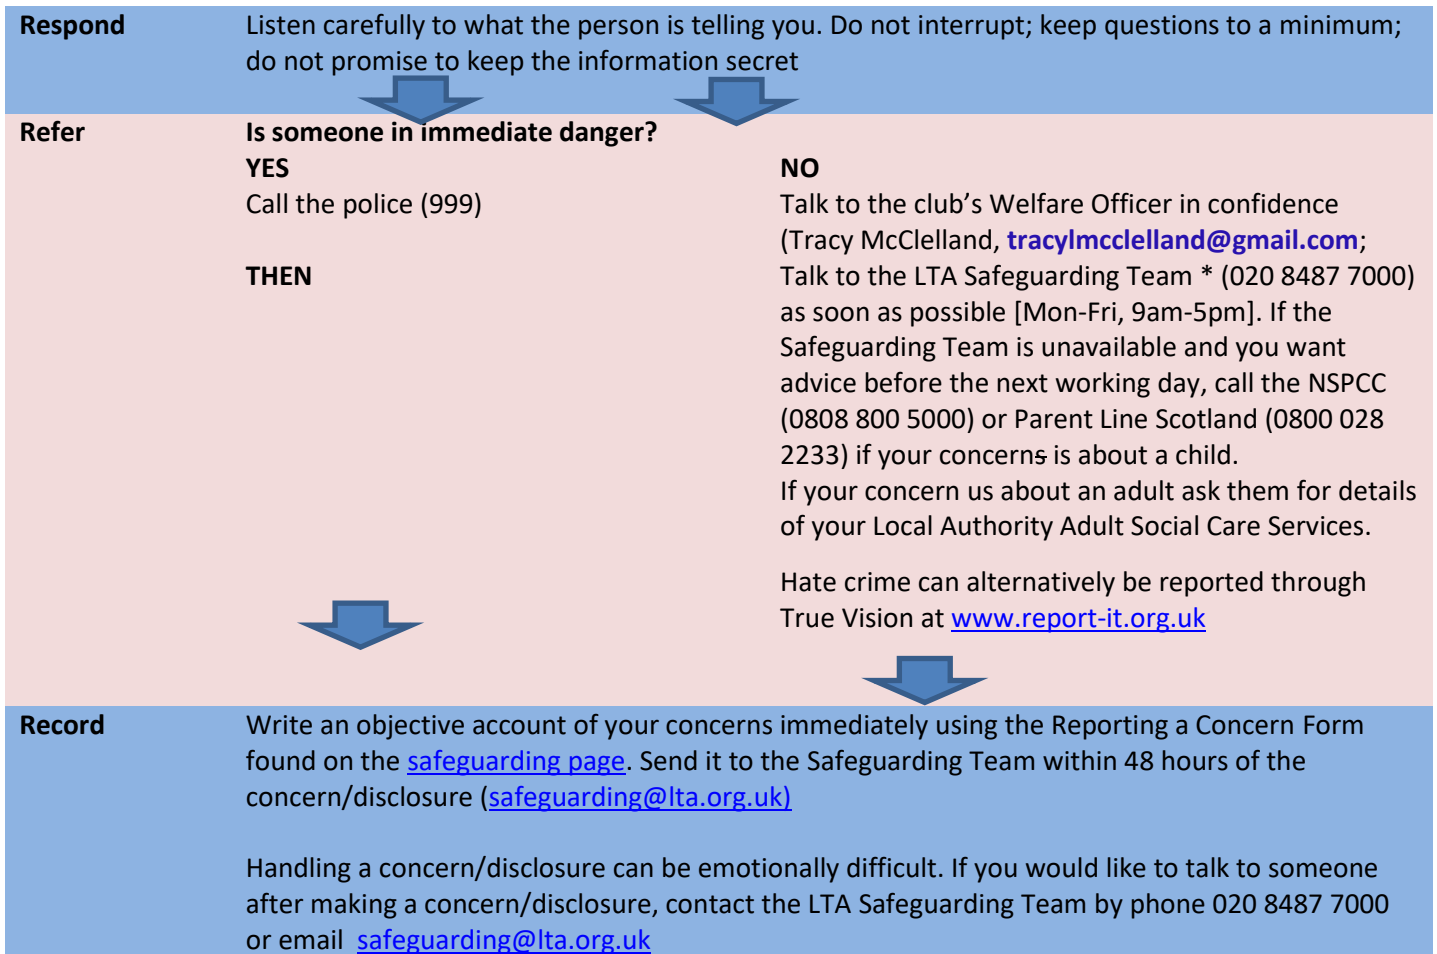 Respond
Listen carefully to what the person is telling you. Do not interrupt; keep questions to a minimum;
do not promise to keep the information secret
Refer
Is someone in immediate danger?
YES
Call the police (999)
THEN
NO
Talk to the club’s Welfare Officer in confidence
(Tracy McClelland, tracylmcclelland@gmail.com;
Talk to the LTA Safeguarding Team * (020 8487 7000)
as soon as possible [Mon-Fri, 9am-5pm]. If the
Safeguarding Team is unavailable and you want
advice before the next working day, call the NSPCC
(0808 800 5000) or Parent Line Scotland (0800 028
2233) if your concerns is about a child.
If your concern us about an adult ask them for details
of your Local Authority Adult Social Care Services.
Hate crime can alternatively be reported through
True Vision at www.report-it.org.uk
Record
Write an objective account of your concerns immediately using the Reporting a Concern Form
found on the safeguarding page. Send it to the Safeguarding Team within 48 hours of the
concern/disclosure (safeguarding@lta.org.uk)
Handling a concern/disclosure can be emotionally difficult. If you would like to talk to someone
after making a concern/disclosure, contact the LTA Safeguarding Team by phone 020 8487 7000
or email safeguarding@lta.org.uk